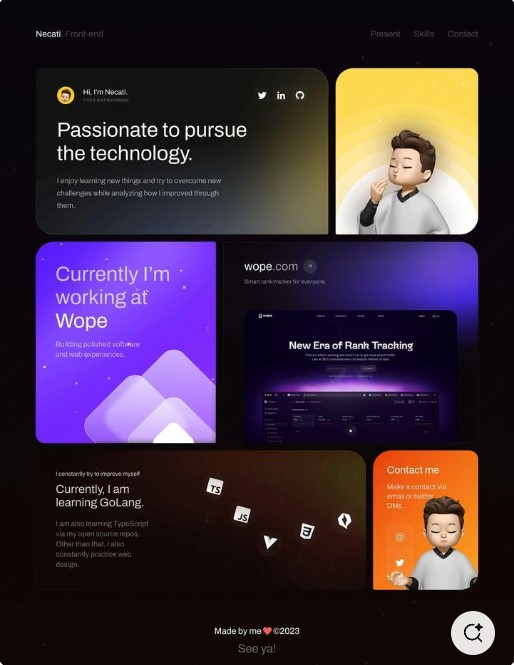 Necati. Front-end
Present Skills Contact
Hi, I'm Necati.
Front-end developer.
Passionate to pursue
the technology.
I enjoy learning new things and try to overcome new
challenges while analyzing how I improved through
them.
Currently I'm
working at
Wope
Building polished software
and web experiences.
wope.com
Smart rank tracker for everyone.
wope
New Era of Rank Tracking
I constantly try to improve myself
Currently, I am
learning GoLang.
I am also learning TypeScript
via my open source repos.
Other than that, I also
constantly practice web
design.
TS
JS
Contact me
Make a contact via
email or twitter
DMs.
@
Made by me❤️©2023
See ya!